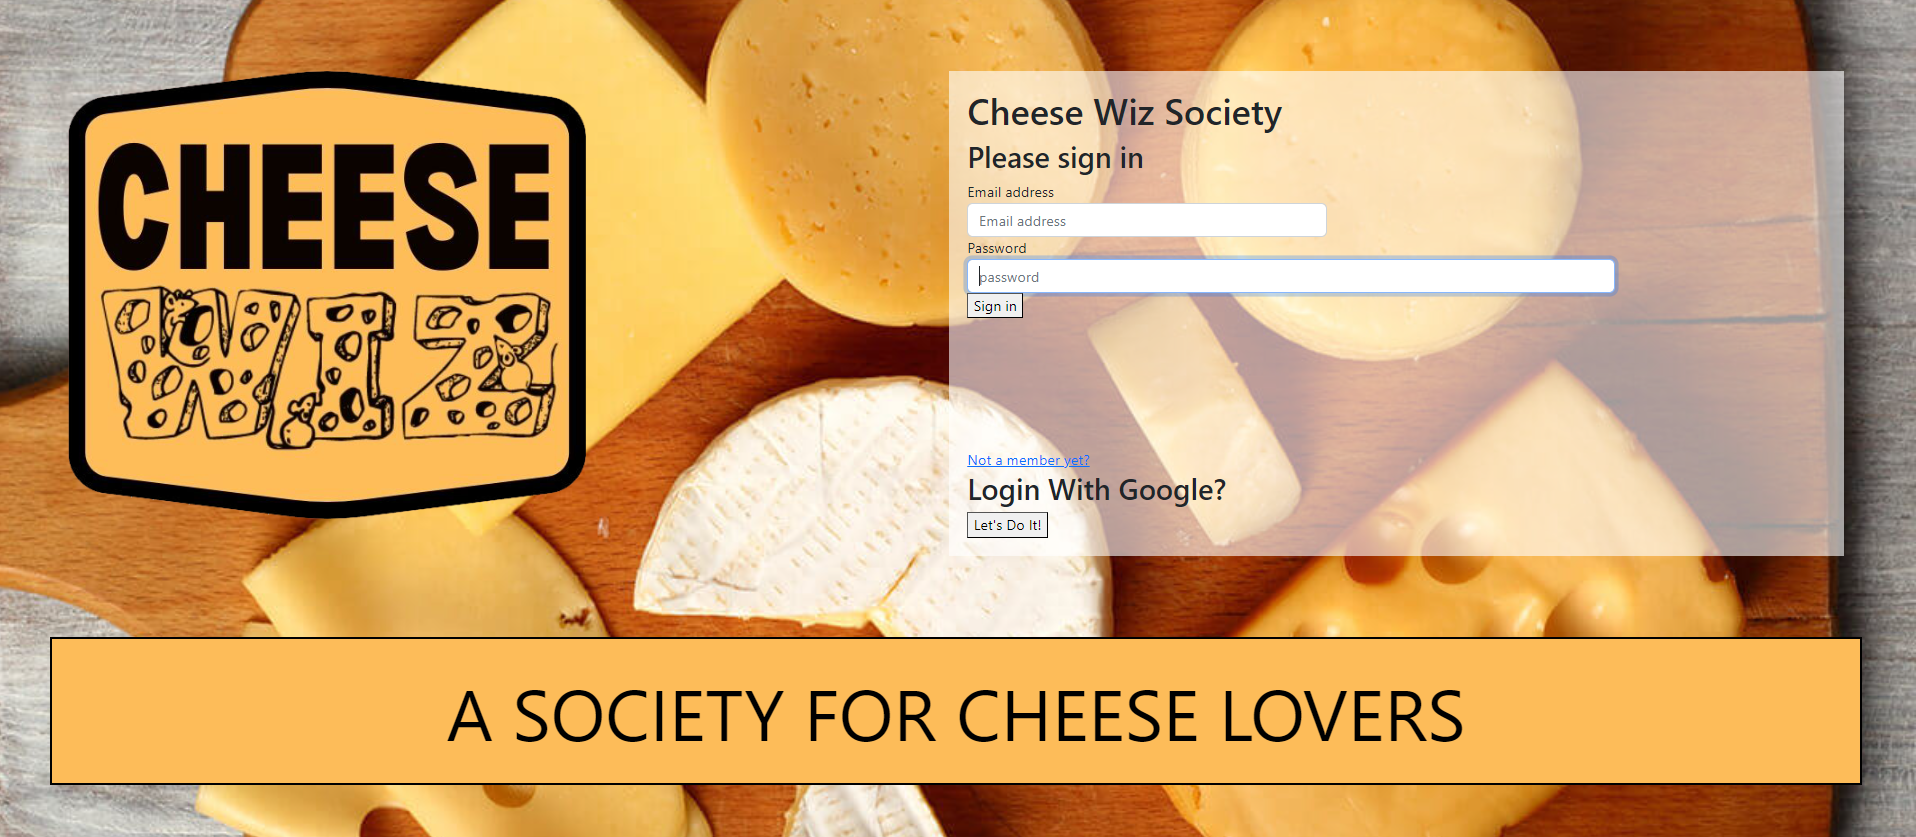 CHEESE
WIZ
Cheese Wiz Society
Please sign in
Email address
Email address
Password
password
Sign in
Not a member yet?
Login With Google?
Let's Do It!
A SOCIETY FOR CHEESE LOVERS